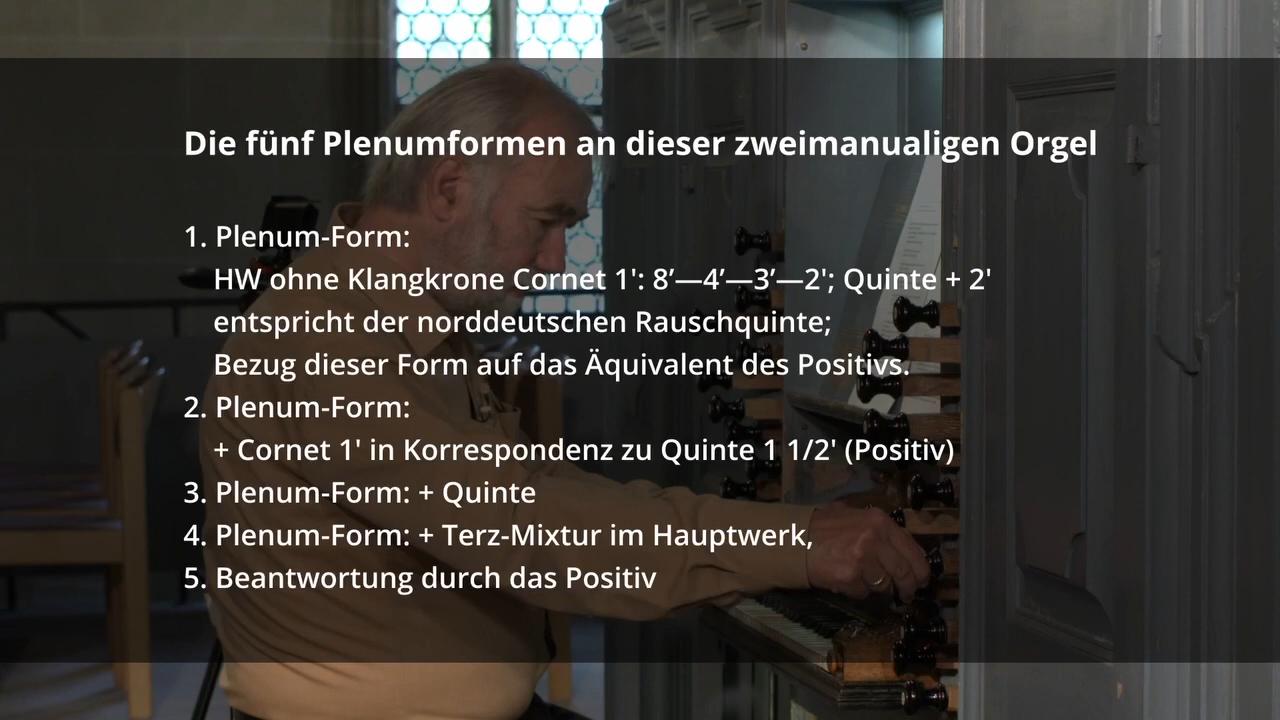 Die fünf Plenumformen an dieser zweimanualigen Orgel
1. Plenum-Form:
HW ohne Klangkrone Cornet 1': 8’—4’—3’—2'; Quinte + 2'
entspricht der norddeutschen Rauschquinte;
Bezug dieser Form auf das Äquivalent des Positivs.
2. Plenum-Form:
+ Cornet 1' in Korrespondenz zu Quinte 1 1/2' (Positiv)
3. Plenum-Form: + Quinte
4. Plenum-Form: + Terz-Mixtur im Hauptwerk,
5. Beantwortung durch das Positiv